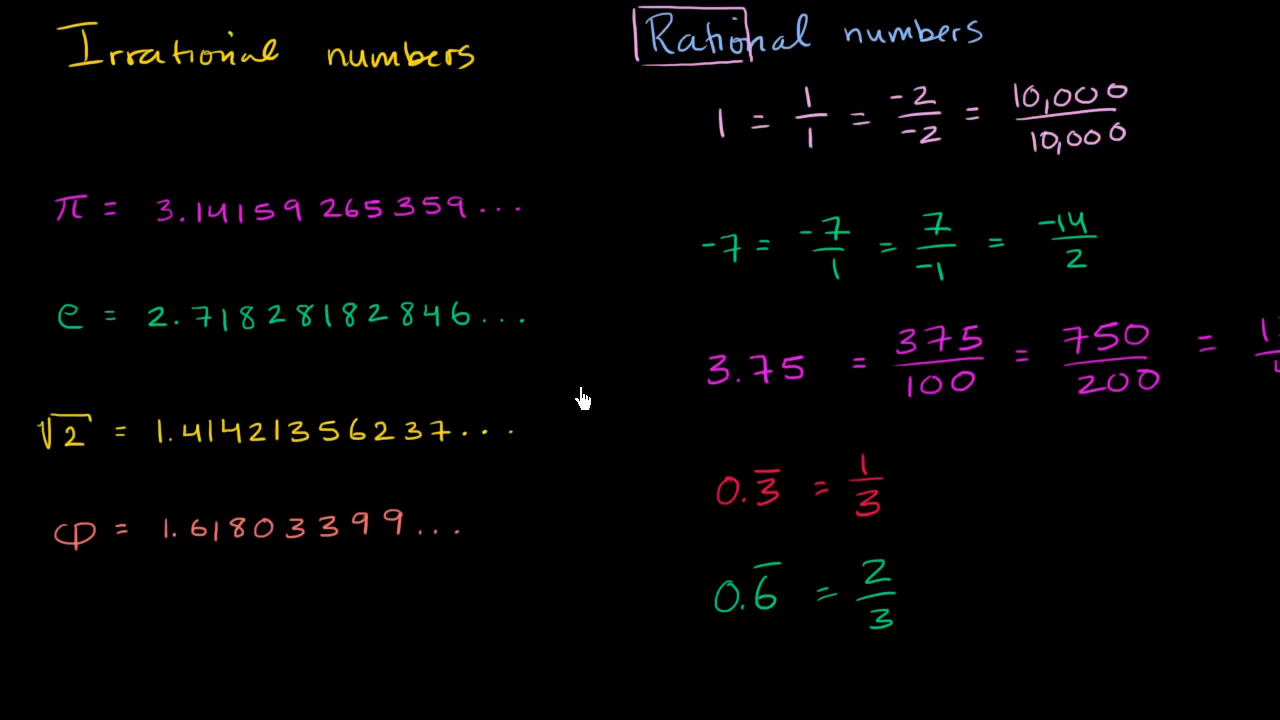 Irrational numbers
π = 3.14159 265359...
e = 2.71828182846...
√2 = 1.41421356237...
φ = 1.61803399...
Rational numbers
1 = 1/1 = -2/-2 = 10,000/10,000
-7 = -7/1 = 7/-1 = -14/2
3.75 = 375/100 = 750/200 =
0.3̅ = 1/3
0.6̅ = 2/3